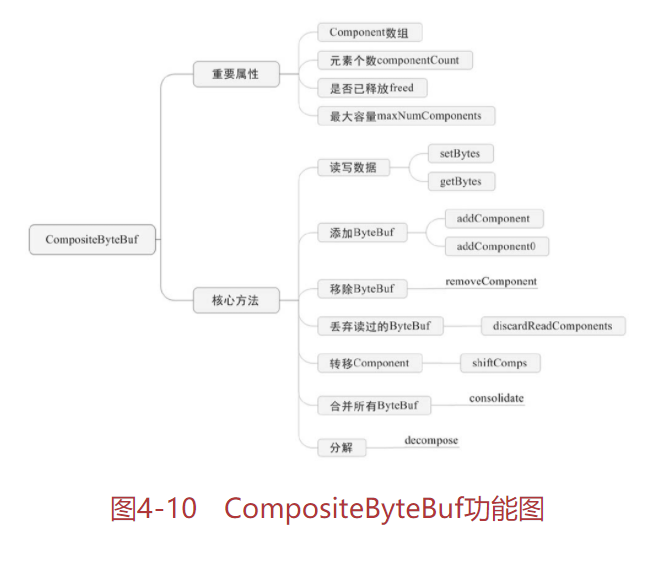 CompositeByteBuf
重要属性
Component数组
元素个数componentCount
是否已释放freed
最大容量maxNumComponents
核心方法
读写数据
setBytes
getBytes
添加ByteBuf
addComponent
addComponent0
移除ByteBuf
removeComponent
丢弃读过的ByteBuf
discardReadComponents
转移Component
shiftComps
合并所有ByteBuf
consolidate
分解
decompose
图4-10 CompositeByteBuf功能图